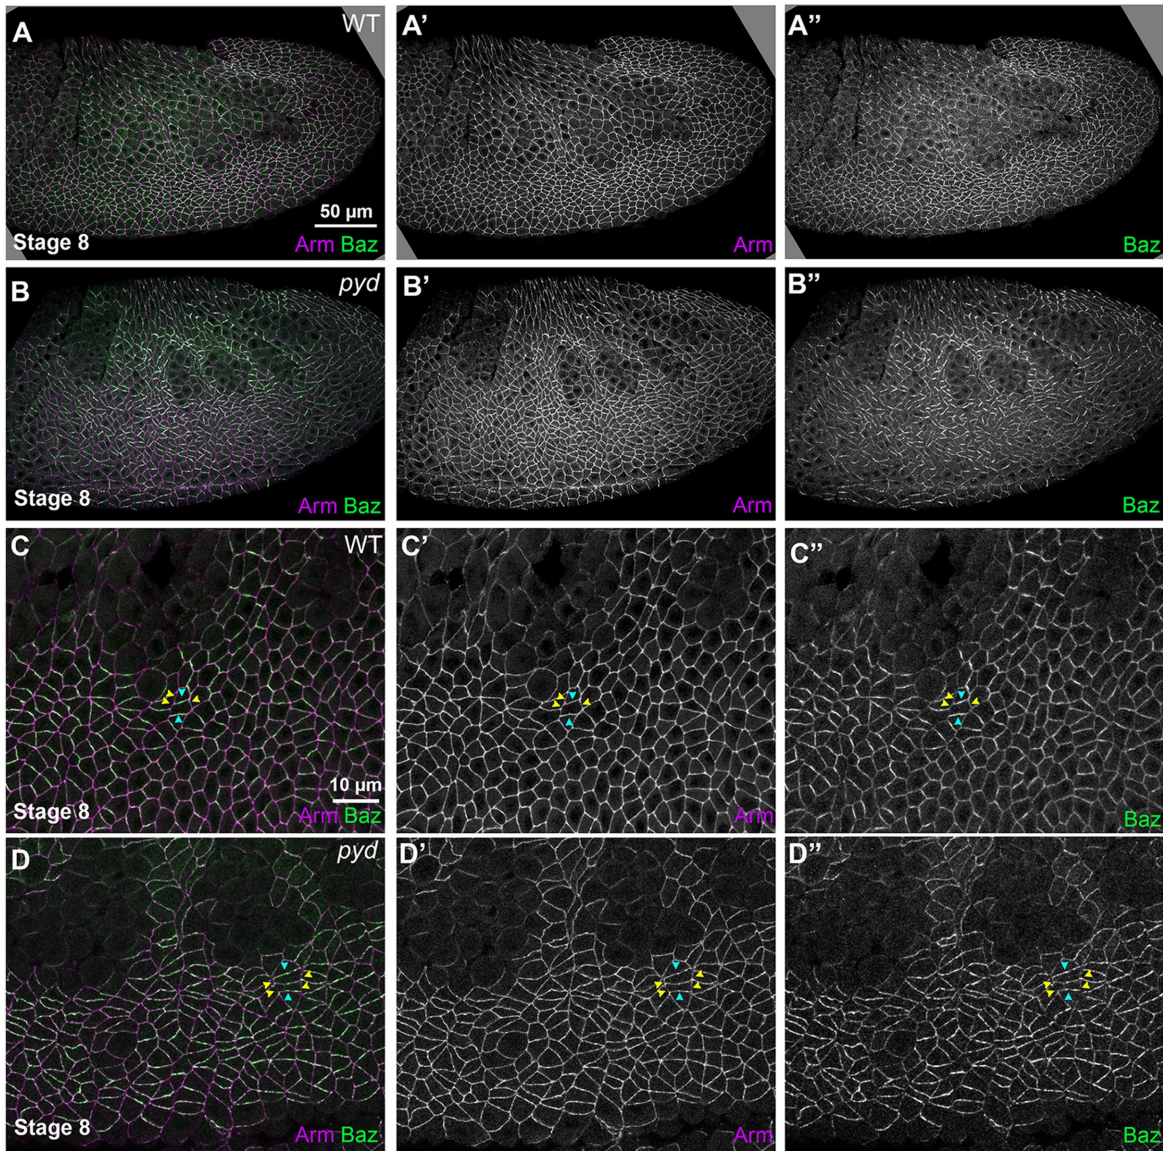 A WT A’ A”
50 µm
Stage 8 Arm Baz Arm Baz
B pyd B’ B”
Stage 8 Arm Baz Arm Baz
C WT C’ C”
10 µm
Stage 8 Arm Baz Arm Baz
D pyd D’ D”
Stage 8 Arm Baz Arm Baz